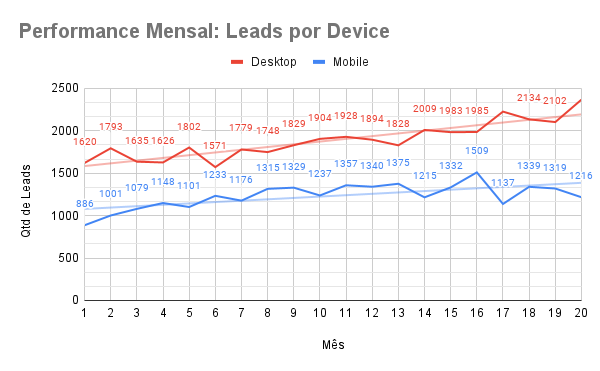 Performance Mensal: Leads por Device
Desktop
Mobile
2500
2000
1500
1000
500
0
Qtd de Leads
1620 1793 1635 1626 1802 1571 1779 1748 1829 1904 1928 1894 1828 2009 1983 1985 2134 2102
886 1001 1079 1148 1101 1233 1176 1315 1329 1237 1357 1340 1375 1215 1332 1509 1137 1339 1319 1216
1 2 3 4 5 6 7 8 9 10 11 12 13 14 15 16 17 18 19 20
Mês